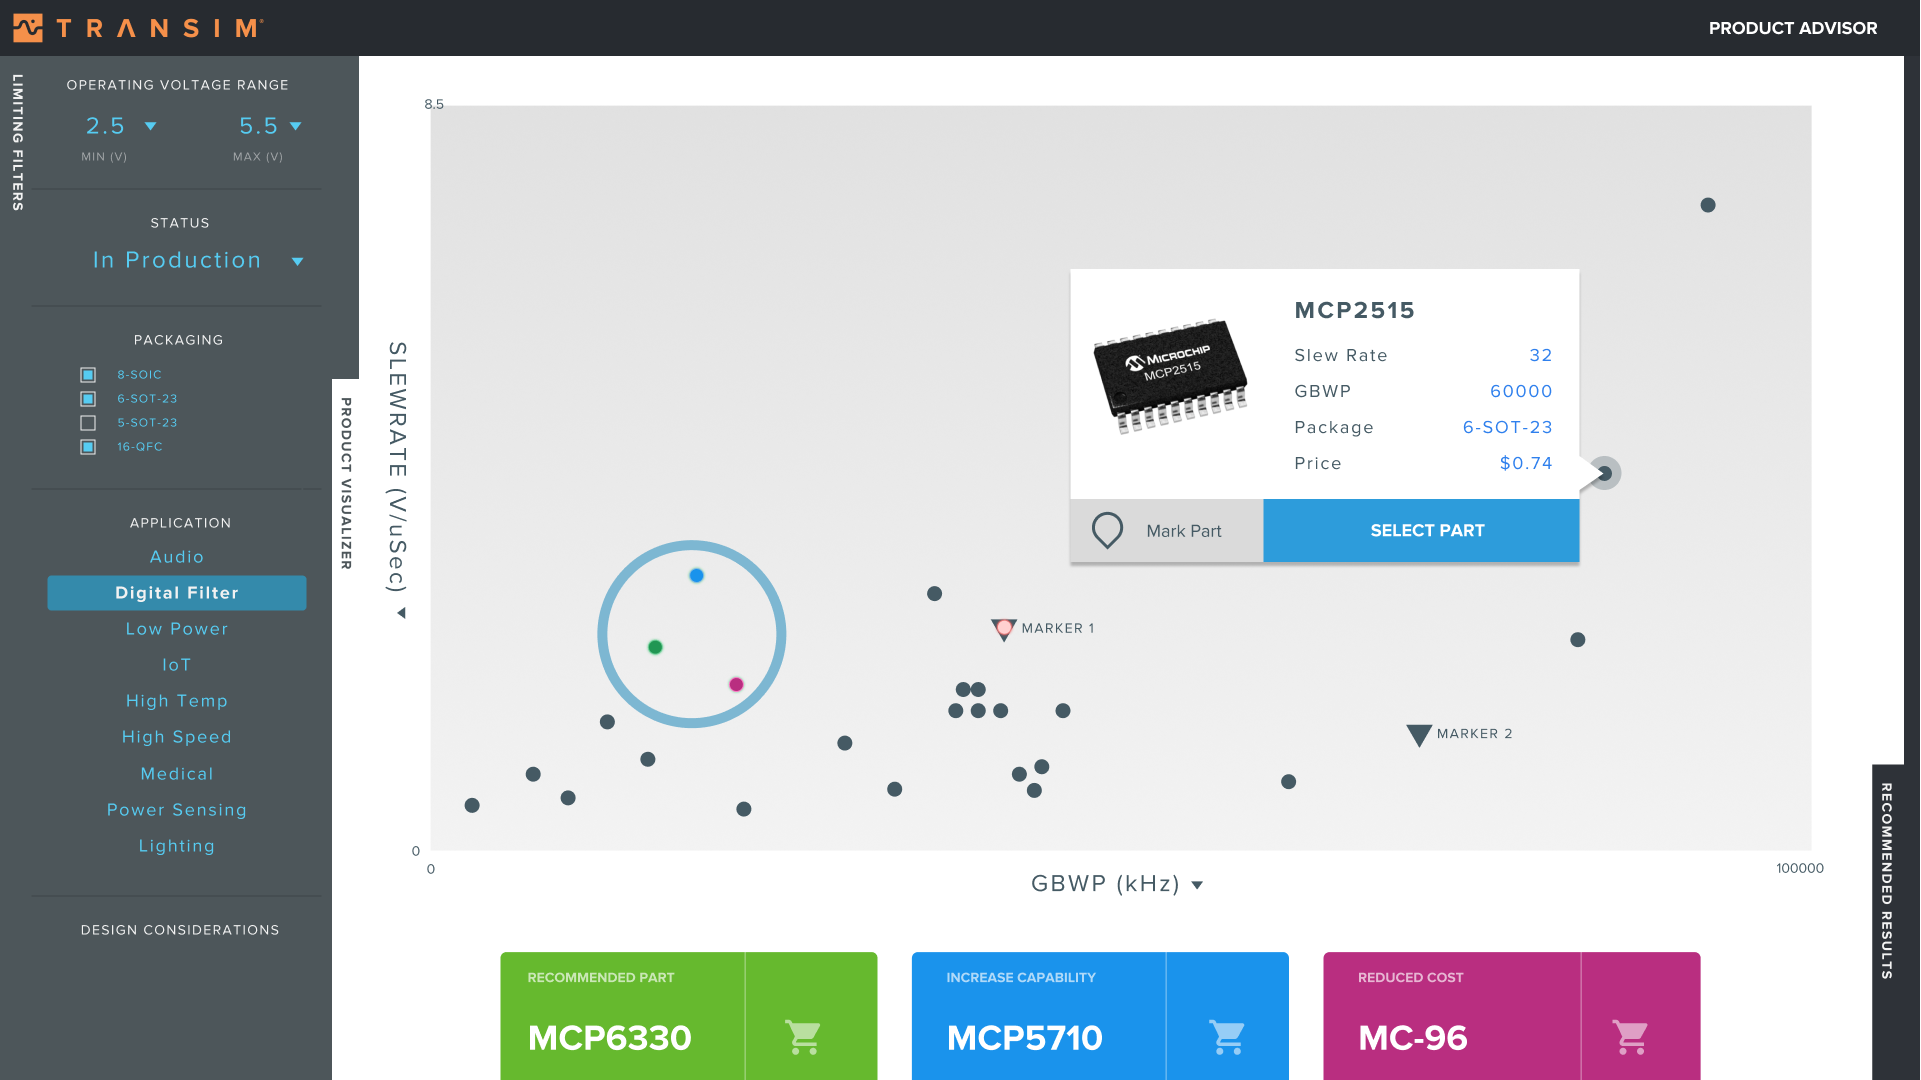 TRANSIM®
PRODUCT ADVISOR
LIMITING FILTERS
OPERATING VOLTAGE RANGE
2.5 5.5
MIN (V) MAX (V)
STATUS
In Production
PACKAGING
8-SOIC
6-SOT-23
5-SOT-23
16-QFC
APPLICATION
Audio
Digital Filter
Low Power
IoT
High Temp
High Speed
Medical
Power Sensing
Lighting
DESIGN CONSIDERATIONS
PRODUCT VISUALIZER
SLEWRATE (V/uSec)
8.5
0
0
100000
GBWP (kHz)
MICROCHIP
MCP2515
MCP2515
Slew Rate 32
GBWP 60000
Package 6-SOT-23
Price $0.74
Mark Part
SELECT PART
MARKER 1
MARKER 2
RECOMMENDED PART
MCP6330
INCREASE CAPABILITY
MCP5710
REDUCED COST
MC-96
RECOMMENDED RESULTS